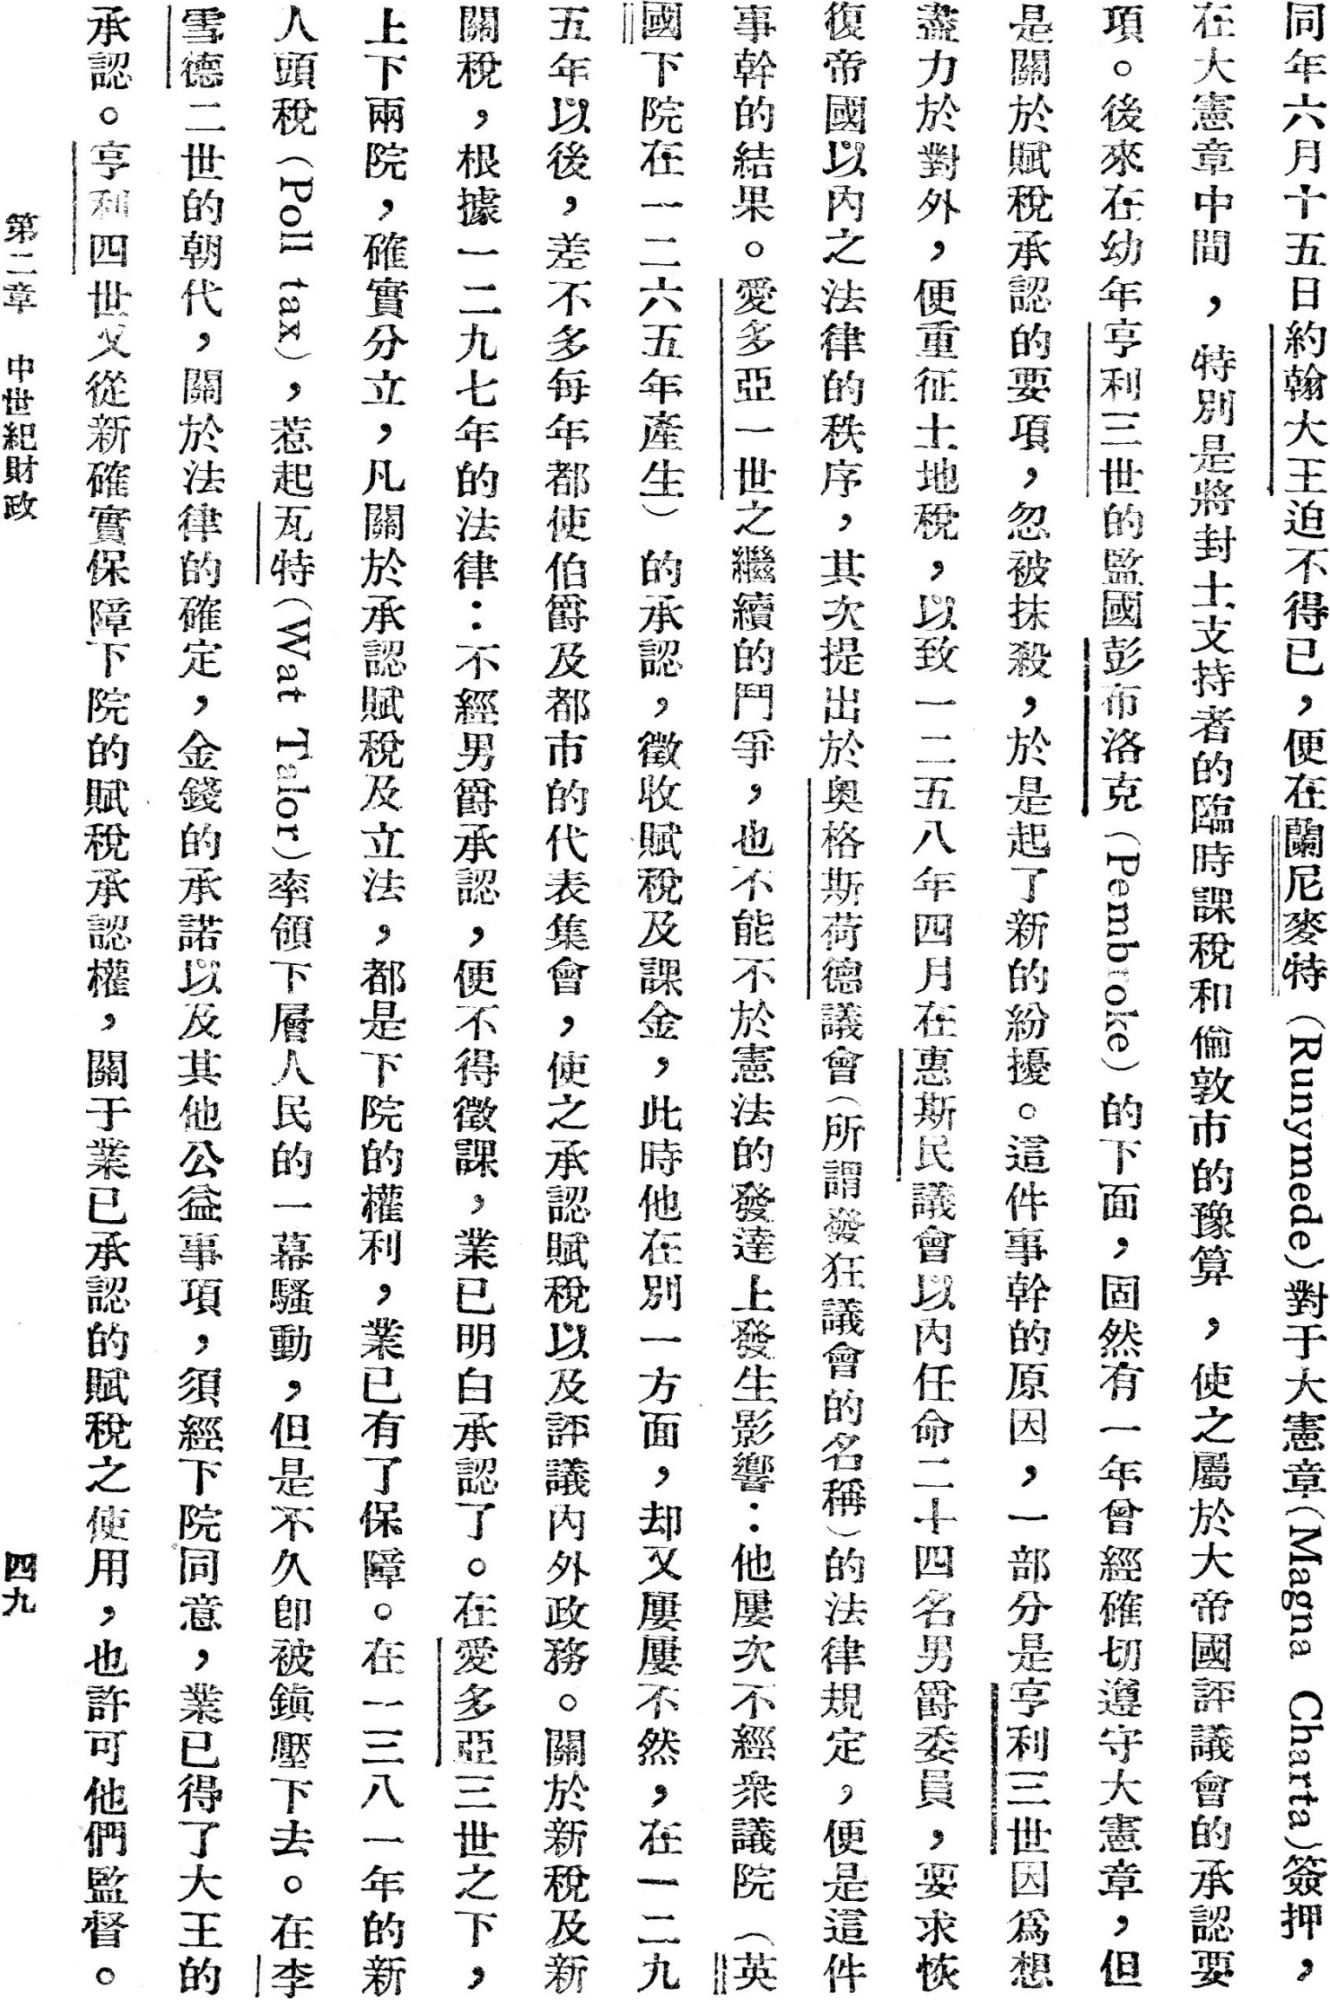 同年六月十五日約翰大王迫不得已，便在蘭尼麥特（Runymede）對于大憲章（Magna Charta）簽押，
在大憲章中間，特別是將封土支持者的臨時課稅和倫敦市的豫算，使之屬於大帝國評議會的承認要
項。後來在幼年亨利三世的監國彭布洛克（Pembroke）的下面，固然有一年曾經確切遵守大憲章，但
是關於賦稅承認的要項，忽被抹殺，於是起了新的紛擾。這件事幹的原因，一部分是亨利三世因爲想
盡力於對外，便重征土地稅，以致一二五八年四月在惠斯民議會以內任命二十四名男爵委員，要求恢
復帝國以內之法律的秩序，其次提出於奧格斯荷德議會（所謂發狂議會的名稱）的法律規定，便是這件
事幹的結果。愛多亞一世之繼續的鬥爭，也不能不於憲法的發達上發生影響：他屢次不經衆議院（英
國下院在一二六五年產生）的承認，徵收賦稅及課金，此時他在別一方面，却又屢屢不然，在一二九
五年以後，差不多每年都使伯爵及都市的代表集會，使之承認賦稅以及評議內外政務。關於新稅及新
關稅，根據一二九七年的法律：不經男爵承認，便不得徵課，業已明白承認了。在愛多亞三世之下，
上下兩院，確實分立，凡關於承認賦稅及立法，都是下院的權利，業已有了保障。在一三八一年的新
人頭稅（Poll tax），惹起瓦特（Wat Talor）率領下層人民的一幕騷動，但是不久卽被鎭壓下去。在李
雪德二世的朝代，關於法律的確定，金錢的承諾以及其他公益事項，須經下院同意，業已得了大王的
承認。亨利四世又從新確實保障下院的賦稅承認權，關于業已承認的賦稅之使用，也許可他們監督。
第二章　中世紀財政
四九